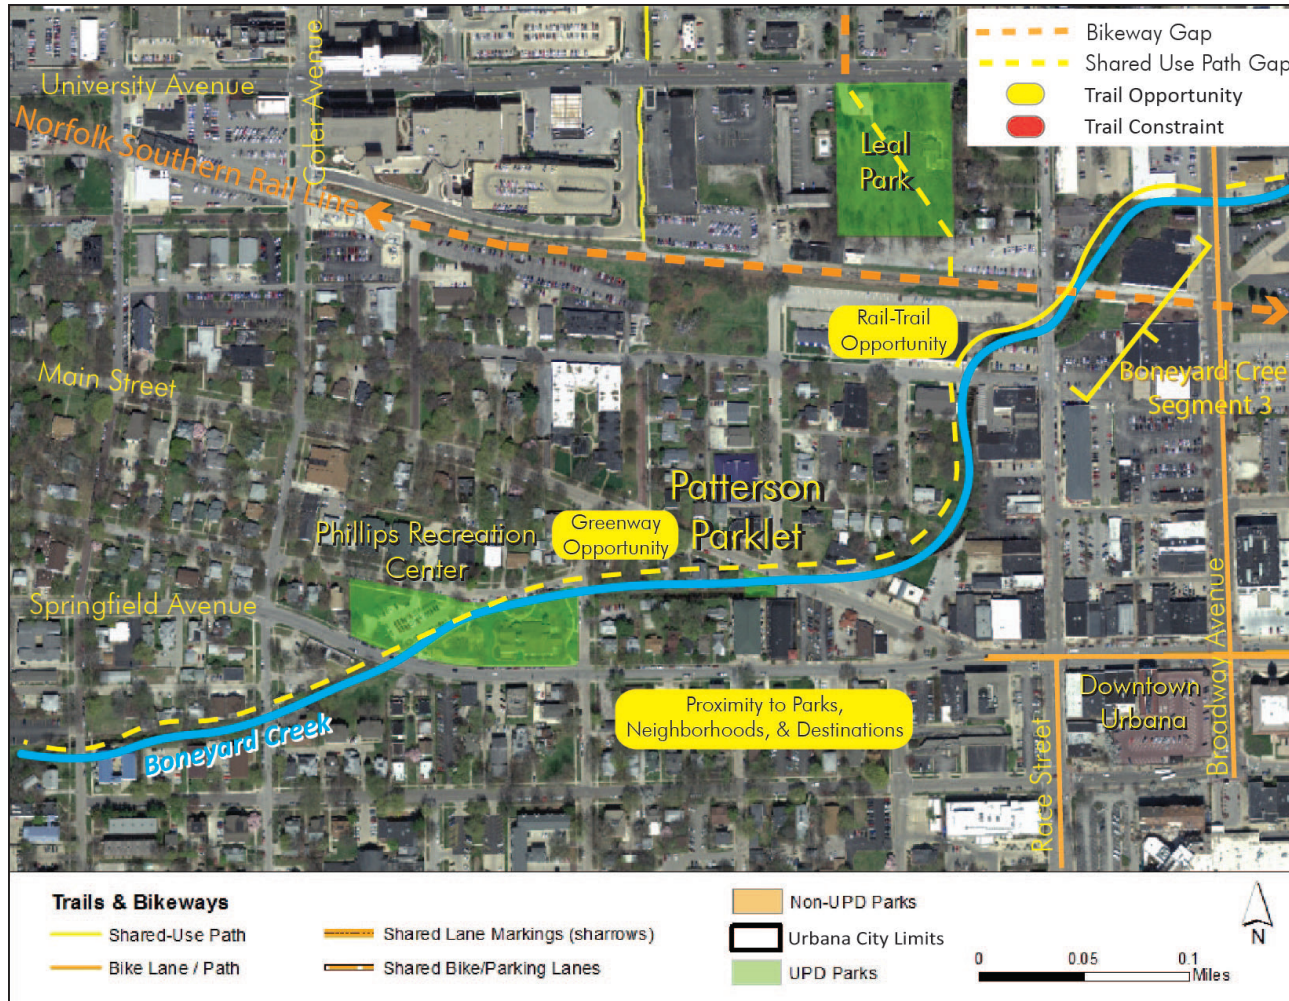 Bikeway Gap
Shared Use Path Gap
Trail Opportunity
Trail Constraint
University Avenue
Color Avenue
Norfolk Southern Rail Line
Leal
Park
Rail-Trail
Opportunity
Main Street
Boneyard Cree
Segment 3
Patterson
Parklet
Greenway
Opportunity
Phillips Recreation
Center
Springfield Avenue
Boneyard Creek
Proximity to Parks,
Neighborhoods, & Destinations
Downtown
Urbana
Race Street
Broadway Avenue
Trails & Bikeways
Shared-Use Path
Bike Lane / Path
Shared Lane Markings (sharrows)
Shared Bike/Parking Lanes
Non-UPD Parks
Urbana City Limits
UPD Parks
0 0.05 0.1
Miles
N